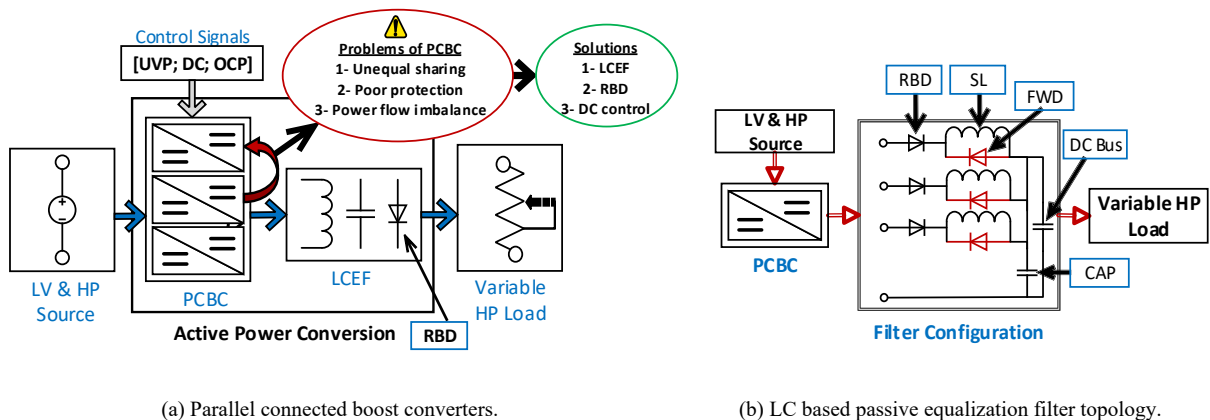 Control Signals
[UVP; DC; OCP]
Problems of PCBC
1- Unequal sharing
2- Poor protection
3- Power flow imbalance
Solutions
1- LCEF
2- RBD
3- DC control
LV & HP
Source
PCBC
LCEF
Variable
HP Load
Active Power Conversion
RBD
(a) Parallel connected boost converters.
RBD
SL
FWD
LV & HP
Source
DC Bus
PCBC
Variable HP
Load
CAP
Filter Configuration
(b) LC based passive equalization filter topology.